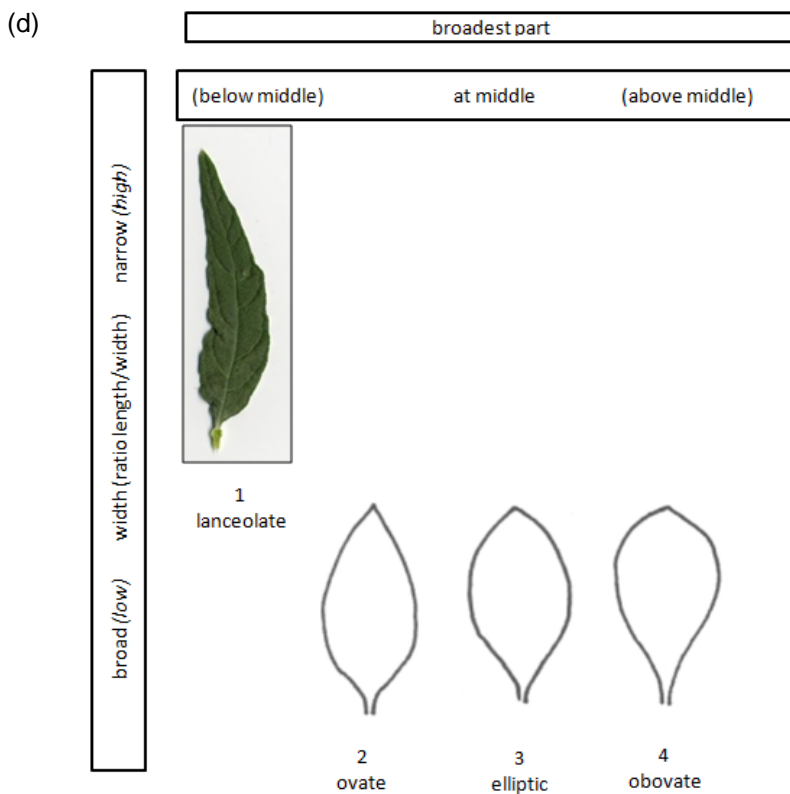 (d)
broadest part
(below middle) at middle (above middle)
width (ratio length/width)
narrow (high)
broad (low)
1
lanceolate
2
ovate
3
elliptic
4
obovate